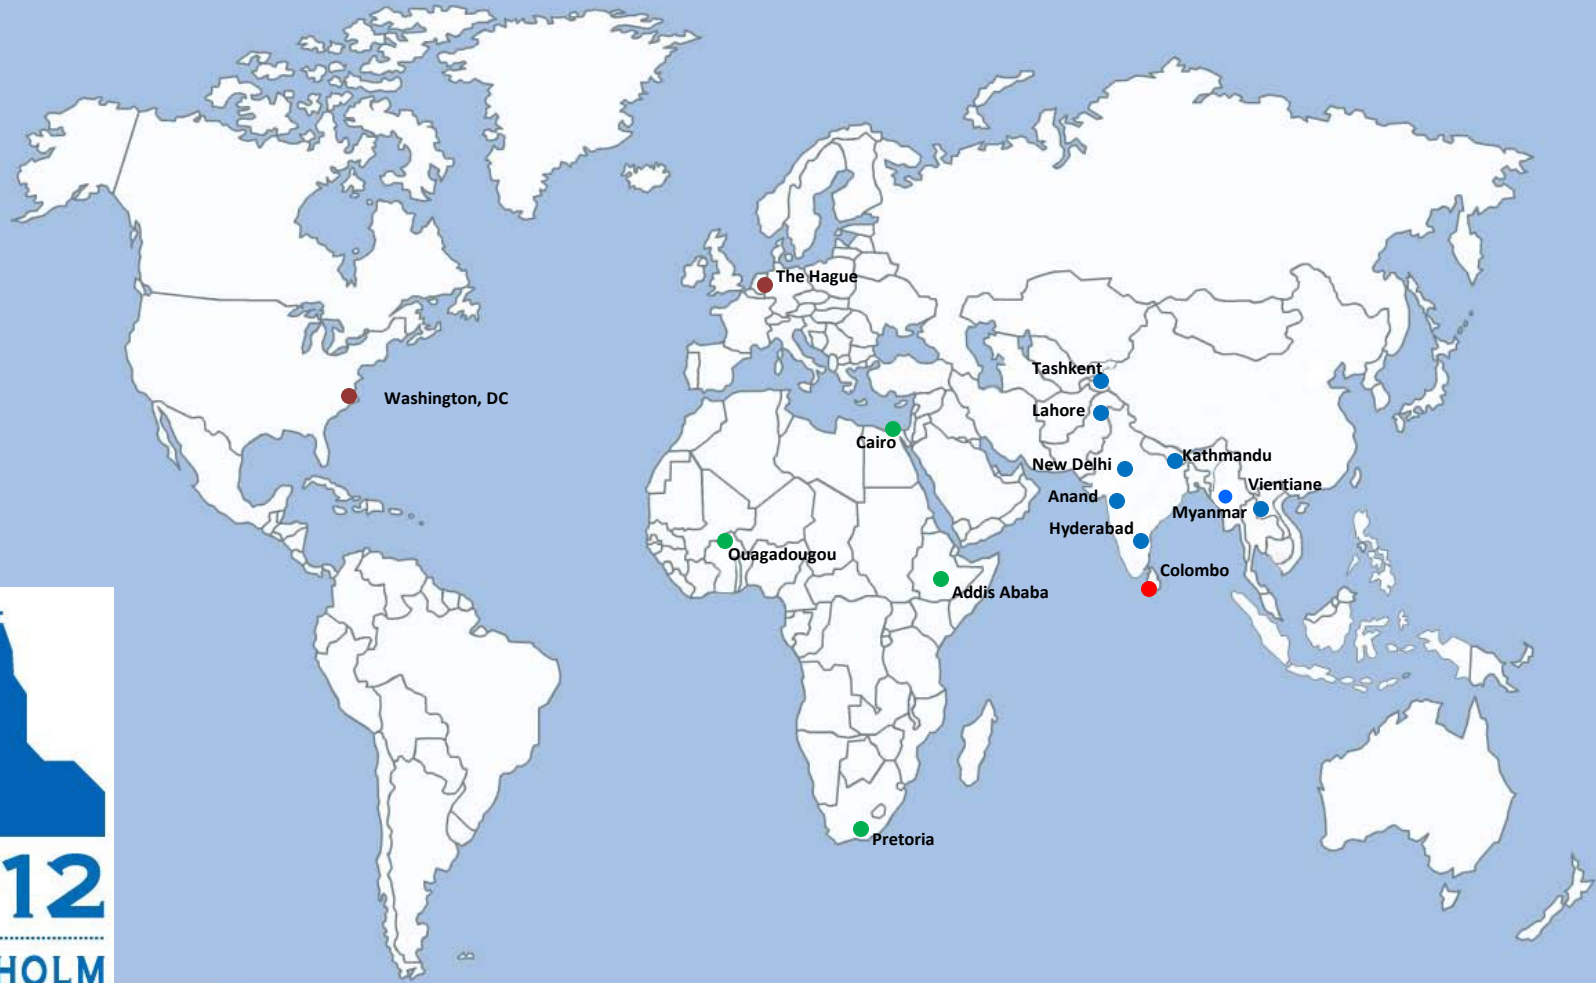 The Hague
Tashkent
Washington, DC
Lahore
Cairo
Kathmandu
New Delhi
Vientiane
Anand
Myanmar
Hyderabad
Ouagadougou
Colombo
Addis Ababa
Pretoria
12
HOLM